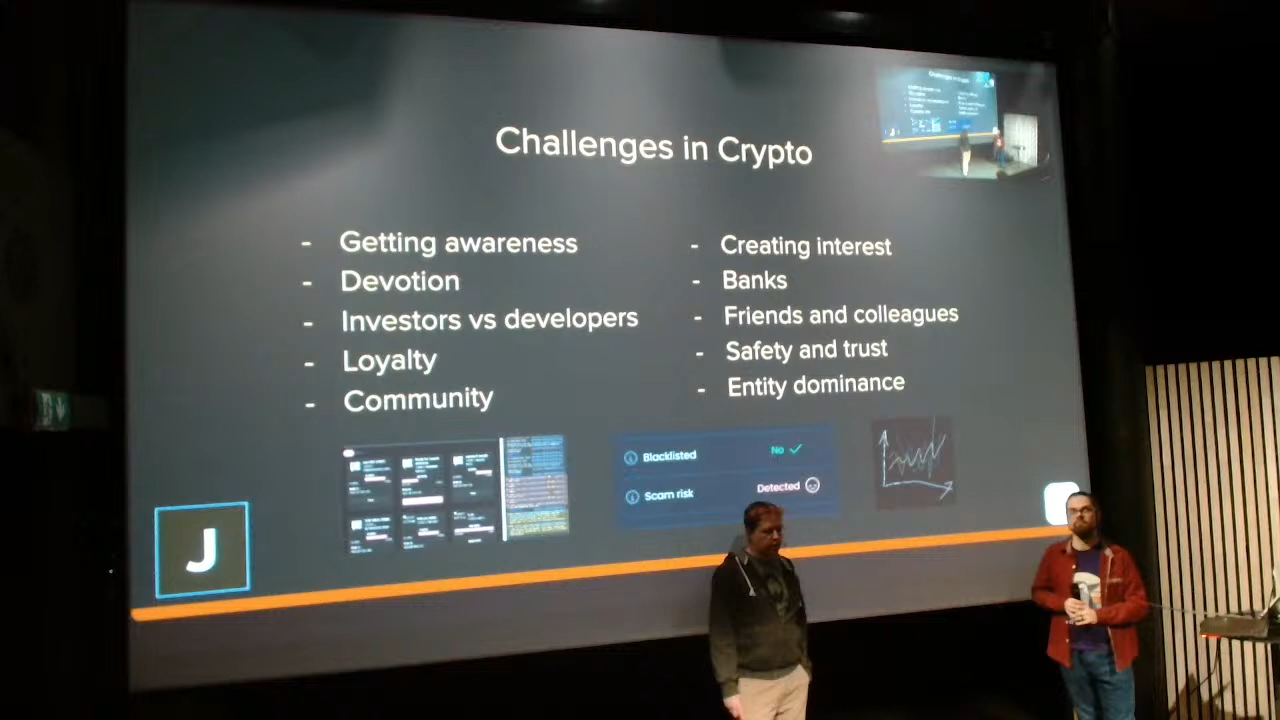 Challenges in Crypto
- Getting awareness
- Devotion
- Investors vs developers
- Loyalty
- Community
- Creating interest
- Banks
- Friends and colleagues
- Safety and trust
- Entity dominance
Blacklisted No
Scam risk Detected
J